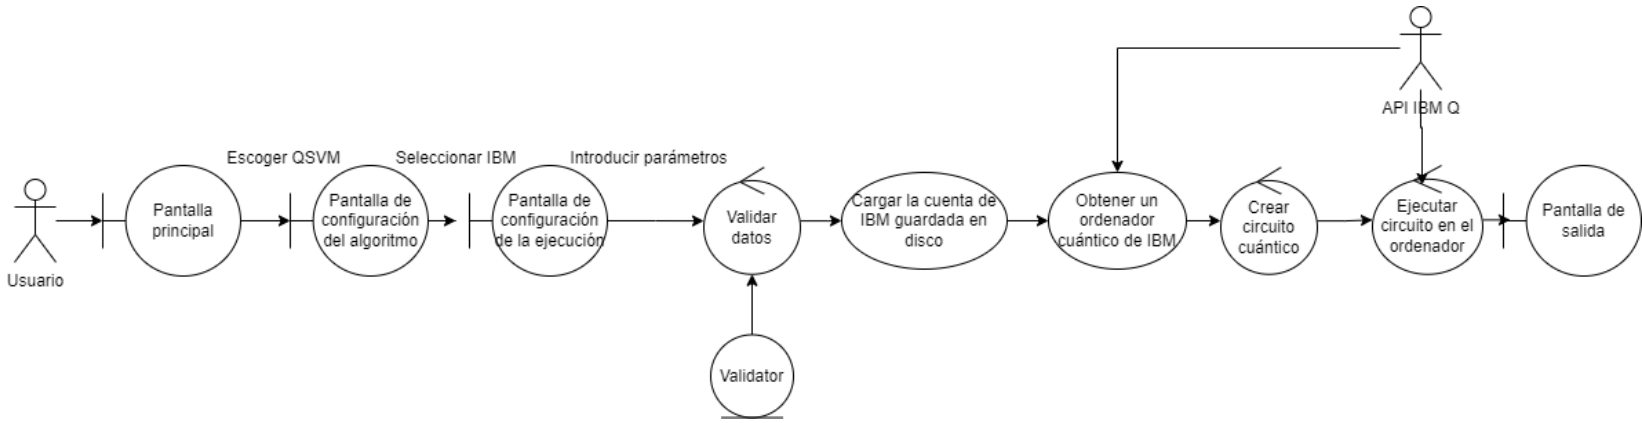 API IBM Q
Escoger QSVM
Seleccionar IBM
Introducir parámetros
Usuario
Pantalla
principal
Pantalla de
configuración
del algoritmo
Pantalla de
configuración
de la ejecución
Validar
datos
Cargar la cuenta de
IBM guardada en
disco
Obtener un
ordenador
cuántico de IBM
Crear
circuito
cuántico
Ejecutar
circuito en el
ordenador
Pantalla de
salida
Validator